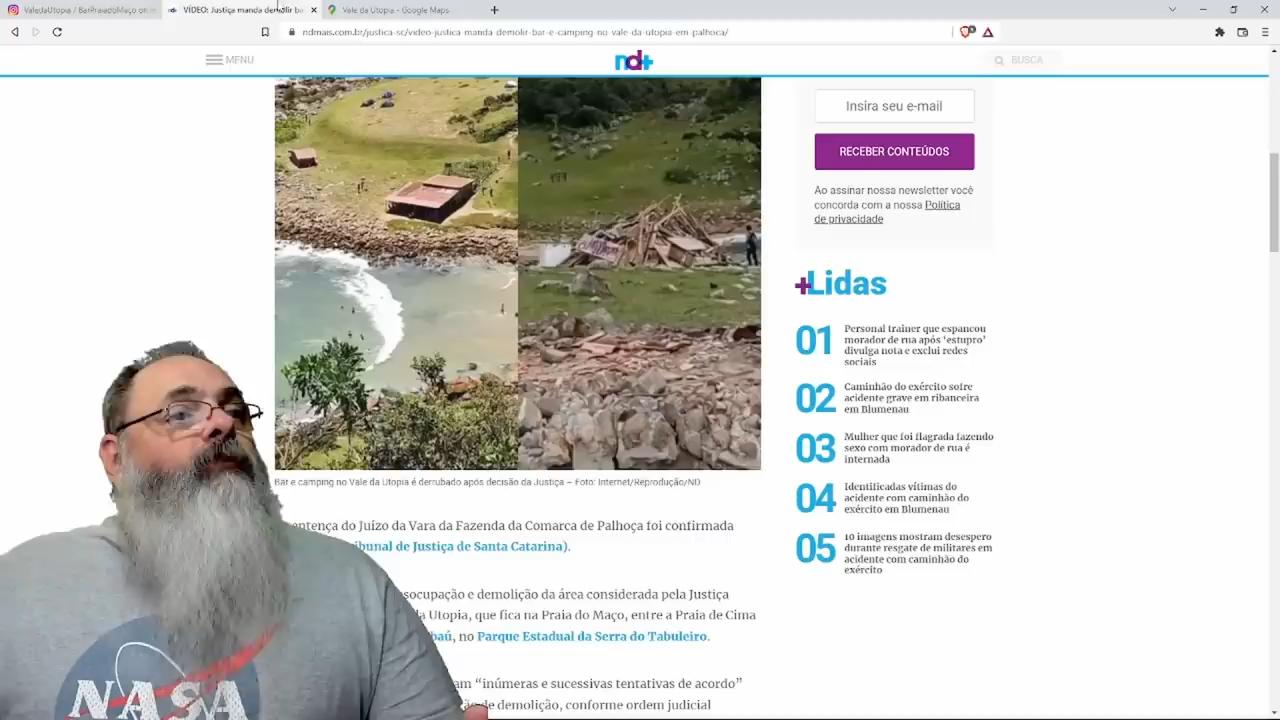 ValedaUtopia / BarPraiadoMaço on
VÍDEO: Justiça manda demolir ba
Vale da Utopia - Google Maps
ndmais.com.br/justica-sc/video-justica-manda-demolir-bar-e-camping-no-vale-da-utopia-em-palhoca/
MENU
nd+
BUSCA
Insira seu e-mail
RECEBER CONTEÚDOS
Ao assinar nossa newsletter você
concorda com a nossa Política
de privacidade
Bar e camping no Vale da Utopia é derrubado após decisão da Justiça – Foto: Internet/Reprodução/ND
+Lidas
01 Personal trainer que espancou
morador de rua após ‘estupro’
divulga nota e exclui redes
sociais
02 Caminhão do exército sofre
acidente grave em ribanceira
em Blumenau
03 Mulher que foi flagrada fazendo
sexo com morador de rua é
internada
04 Identificadas vítimas do
acidente com caminhão do
exército em Blumenau
05 10 imagens mostram desespero
durante resgate de militares em
acidente com caminhão do
exército
entença do Juízo da Vara da Fazenda da Comarca de Palhoça foi confirmada
ibunal de Justiça de Santa Catarina).
socupação e demolição da área considerada pela Justiça
a Utopia, que fica na Praia do Maço, entre a Praia de Cima
baú, no Parque Estadual da Serra do Tabuleiro.
am “inúmeras e sucessivas tentativas de acordo”
de demolição, conforme ordem judicial
NASA